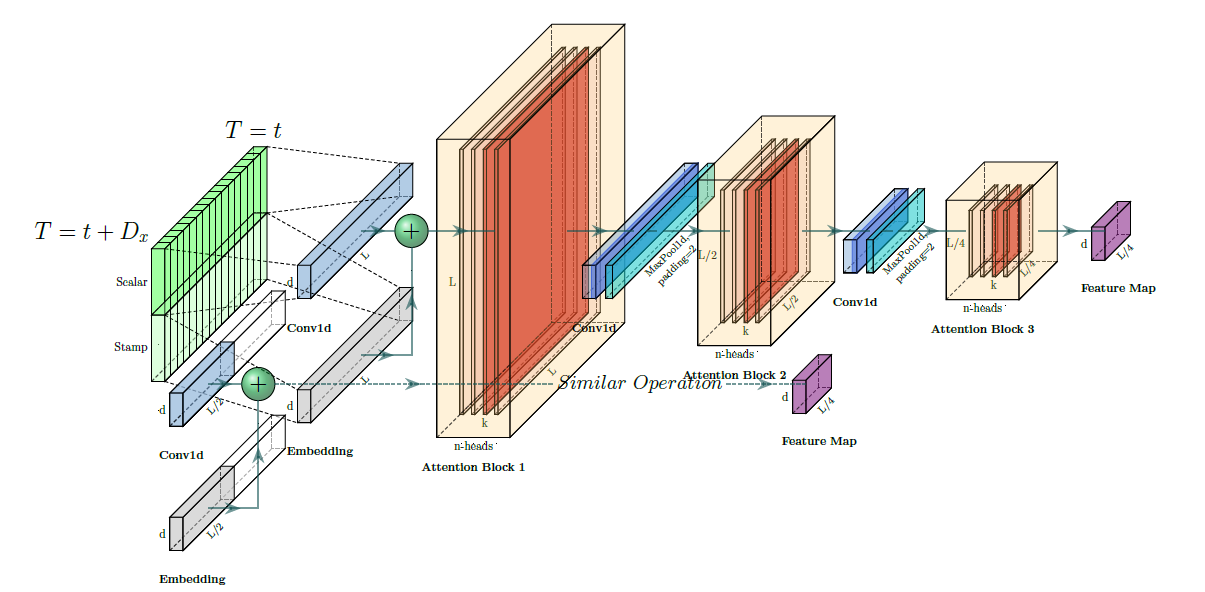 T = t
T = t + Dₓ
Scalar
Stamp
d
L
Conv1d
+
d
L
Embedding
d
L/2
Conv1d
+
d
L/2
Embedding
L
L
k
n-heads
Attention Block 1
Conv1d
MaxPool1d,
padding=2
L/2
L/2
k
n-heads
Attention Block 2
Conv1d
MaxPool1d,
padding=2
L/4
L/4
k
n-heads
Attention Block 3
d
L/4
Feature Map
Similar Operation
d
L/4
Feature Map